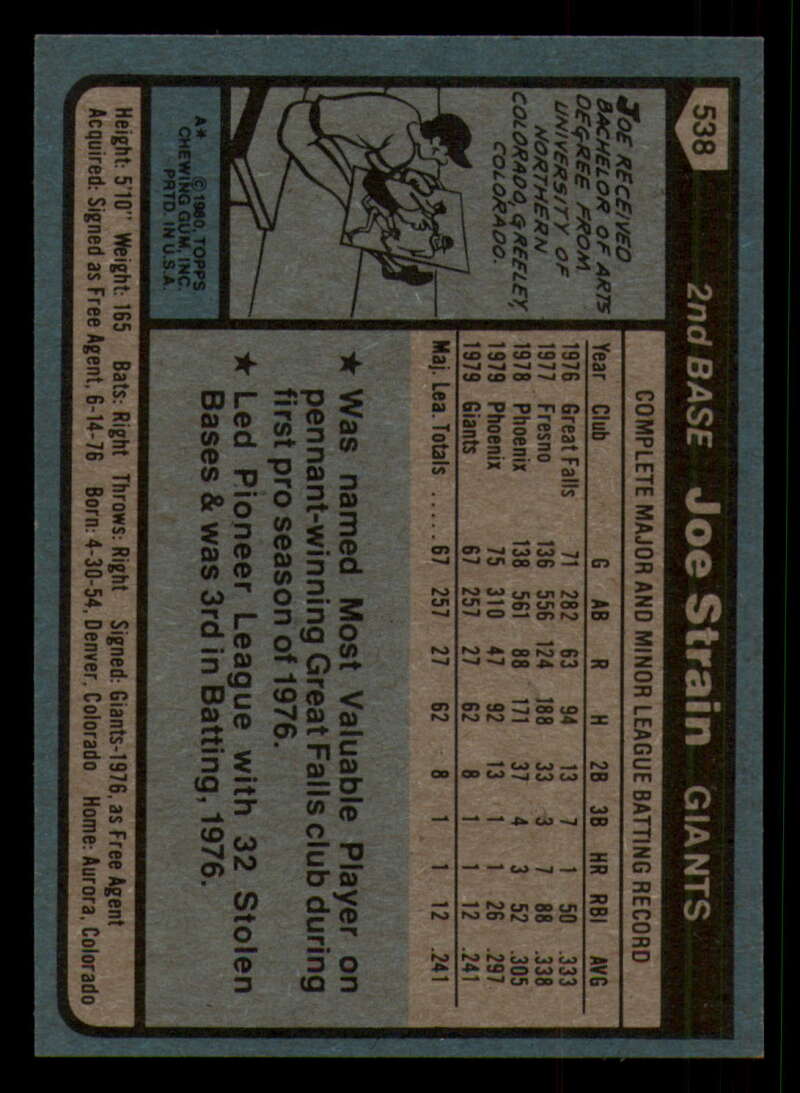 538 2nd BASE Joe Strain GIANTS
JOE RECEIVED
BACHELOR OF ARTS
DEGREE FROM
UNIVERSITY OF
NORTHERN
COLORADO, GREELEY,
COLORADO.
A* © 1980, TOPPS
CHEWING GUM, INC.
PRTD. IN U.S.A.
COMPLETE MAJOR AND MINOR LEAGUE BATTING RECORD
Year Club G AB R H 2B 3B HR RBI AVG
1976 Great Falls 71 282 63 94 13 7 1 50 .333
1977 Fresno 136 556 124 188 33 3 7 88 .338
1978 Phoenix 138 561 88 171 37 4 3 52 .305
1979 Phoenix 75 310 47 92 13 1 1 26 .297
1979 Giants 67 257 27 62 8 1 1 12 .241
Maj. Lea. Totals ..... 67 257 27 62 8 1 1 12 .241
★ Was named Most Valuable Player on
pennant-winning Great Falls club during
first pro season of 1976.
★ Led Pioneer League with 32 Stolen
Bases & was 3rd in Batting, 1976.
Height: 5'10" Weight: 165 Bats: Right Throws: Right Signed: Giants-1976, as Free Agent
Acquired: Signed as Free Agent, 6-14-76 Born: 4-30-54, Denver, Colorado Home: Aurora, Colorado